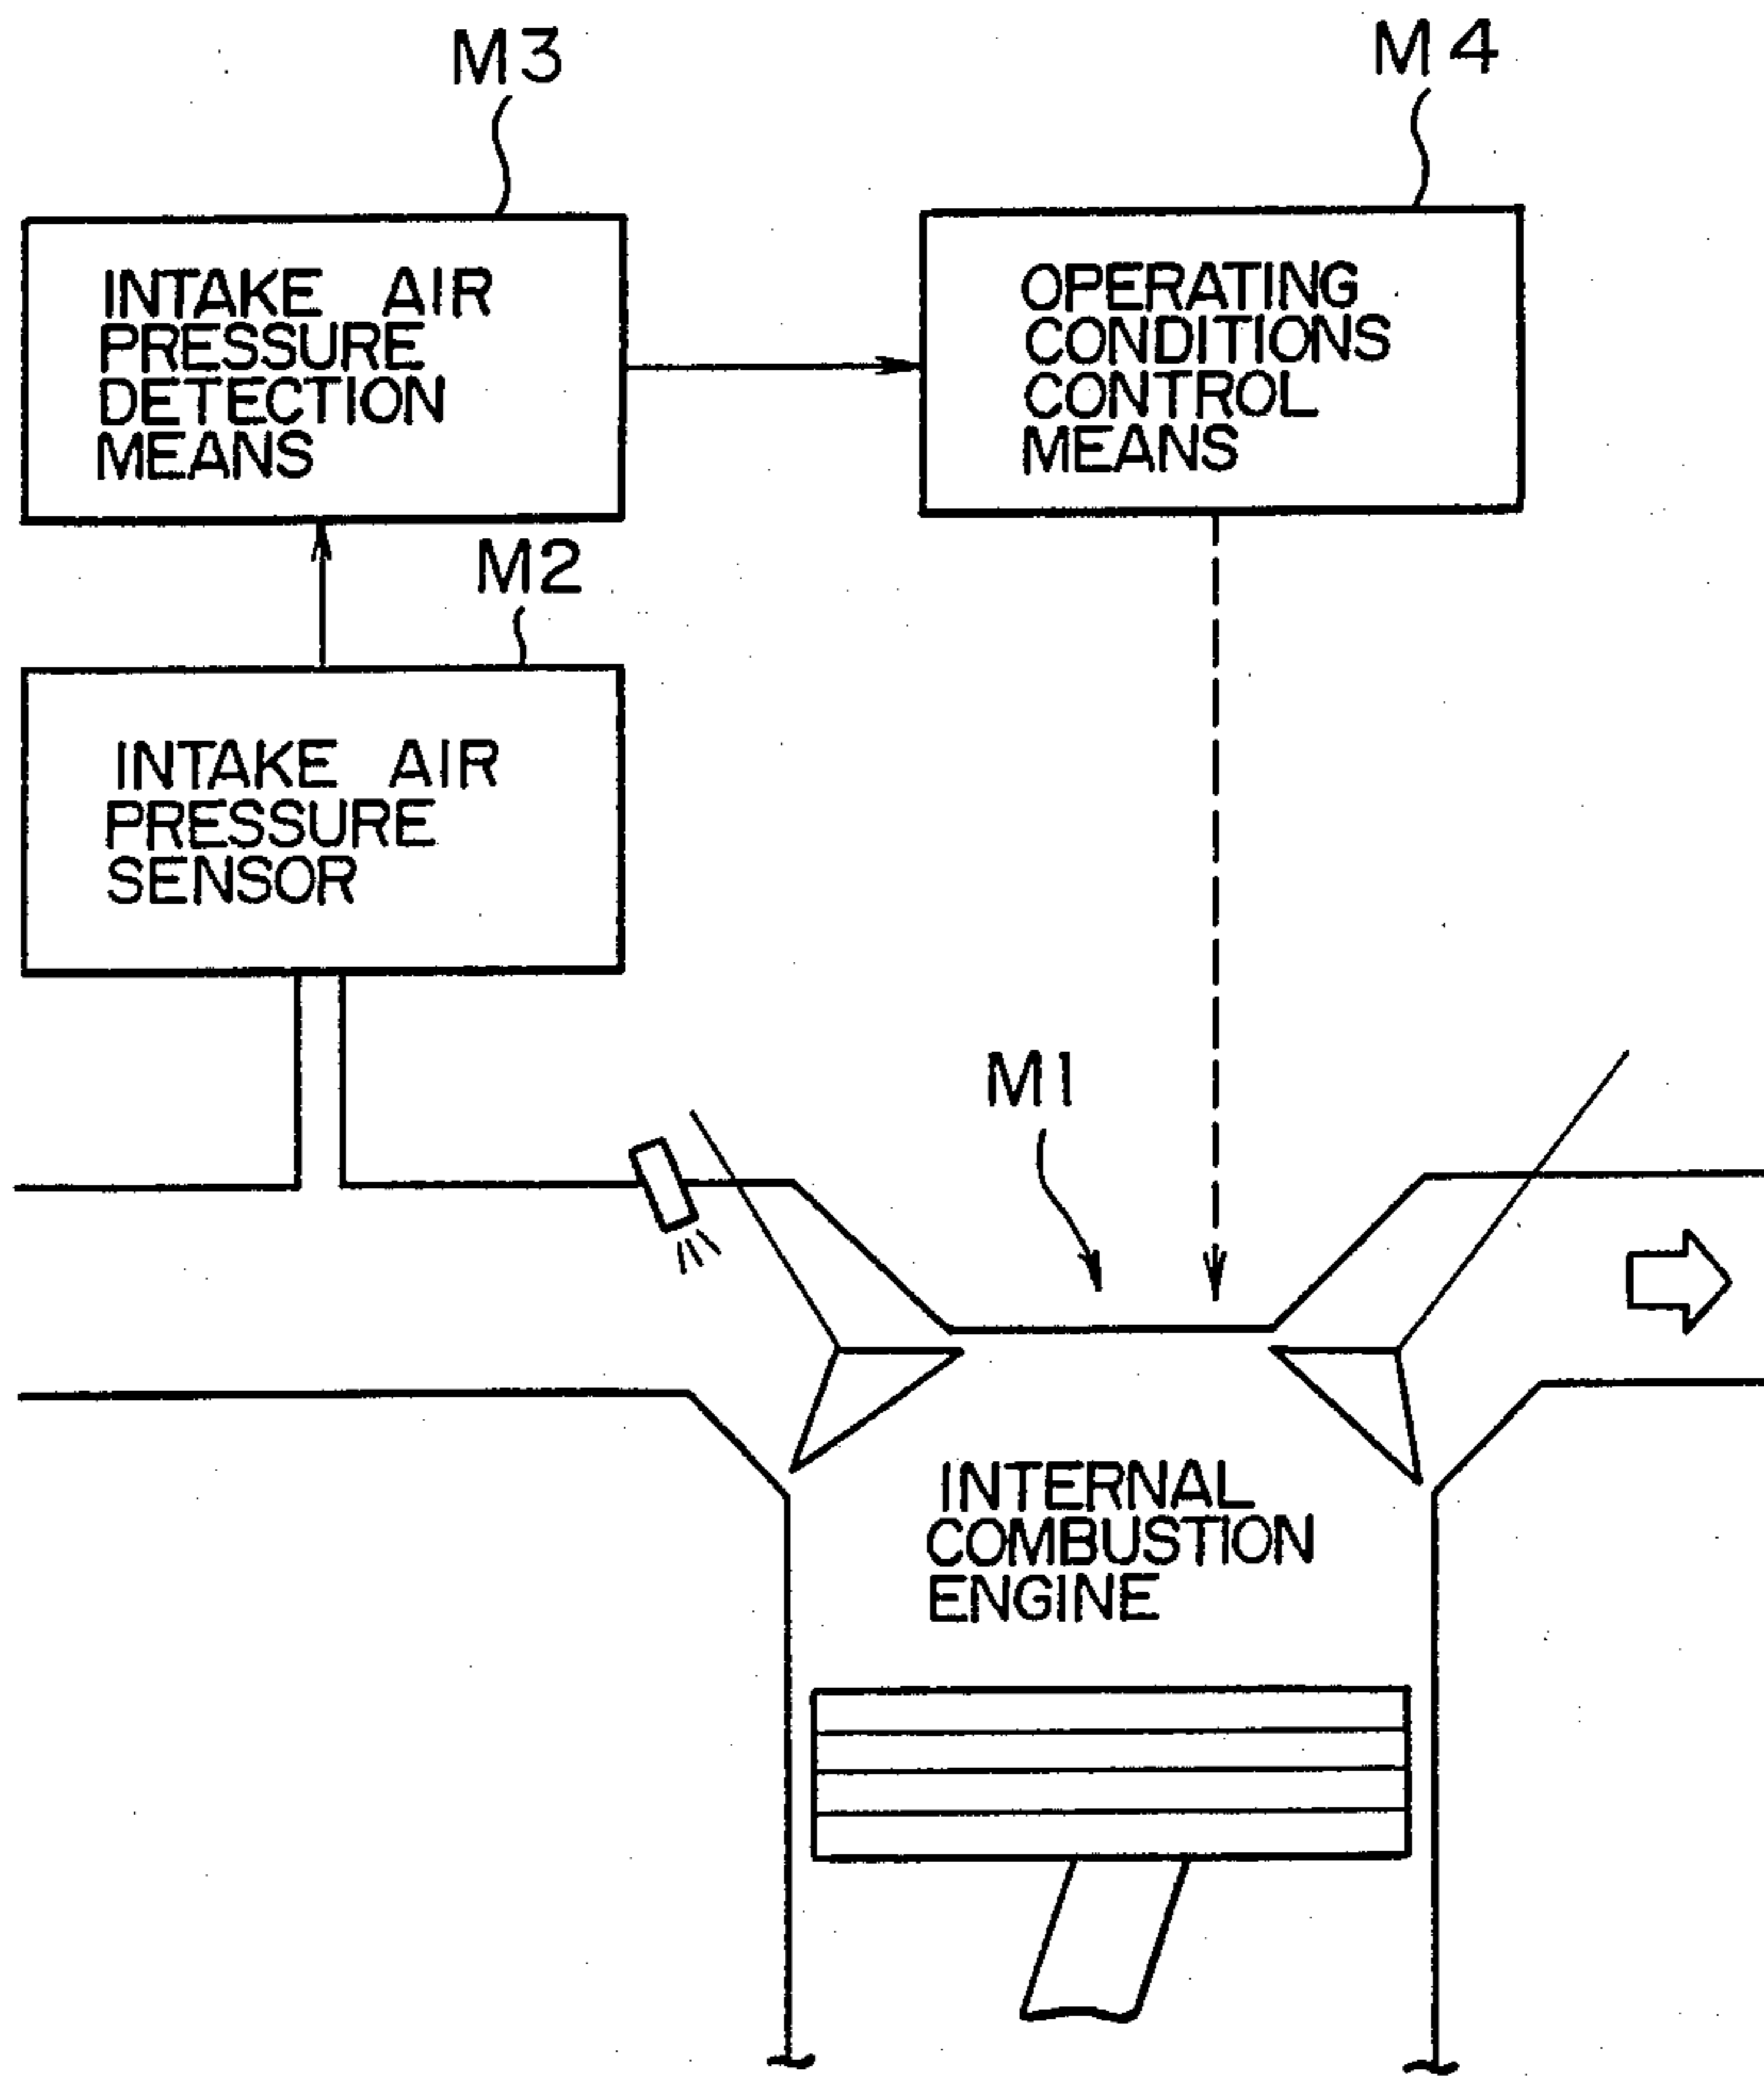 M3
M4
INTAKE AIR
PRESSURE
DETECTION
MEANS
OPERATING
CONDITIONS
CONTROL
MEANS
M2
INTAKE AIR
PRESSURE
SENSOR
M1
INTERNAL
COMBUSTION
ENGINE